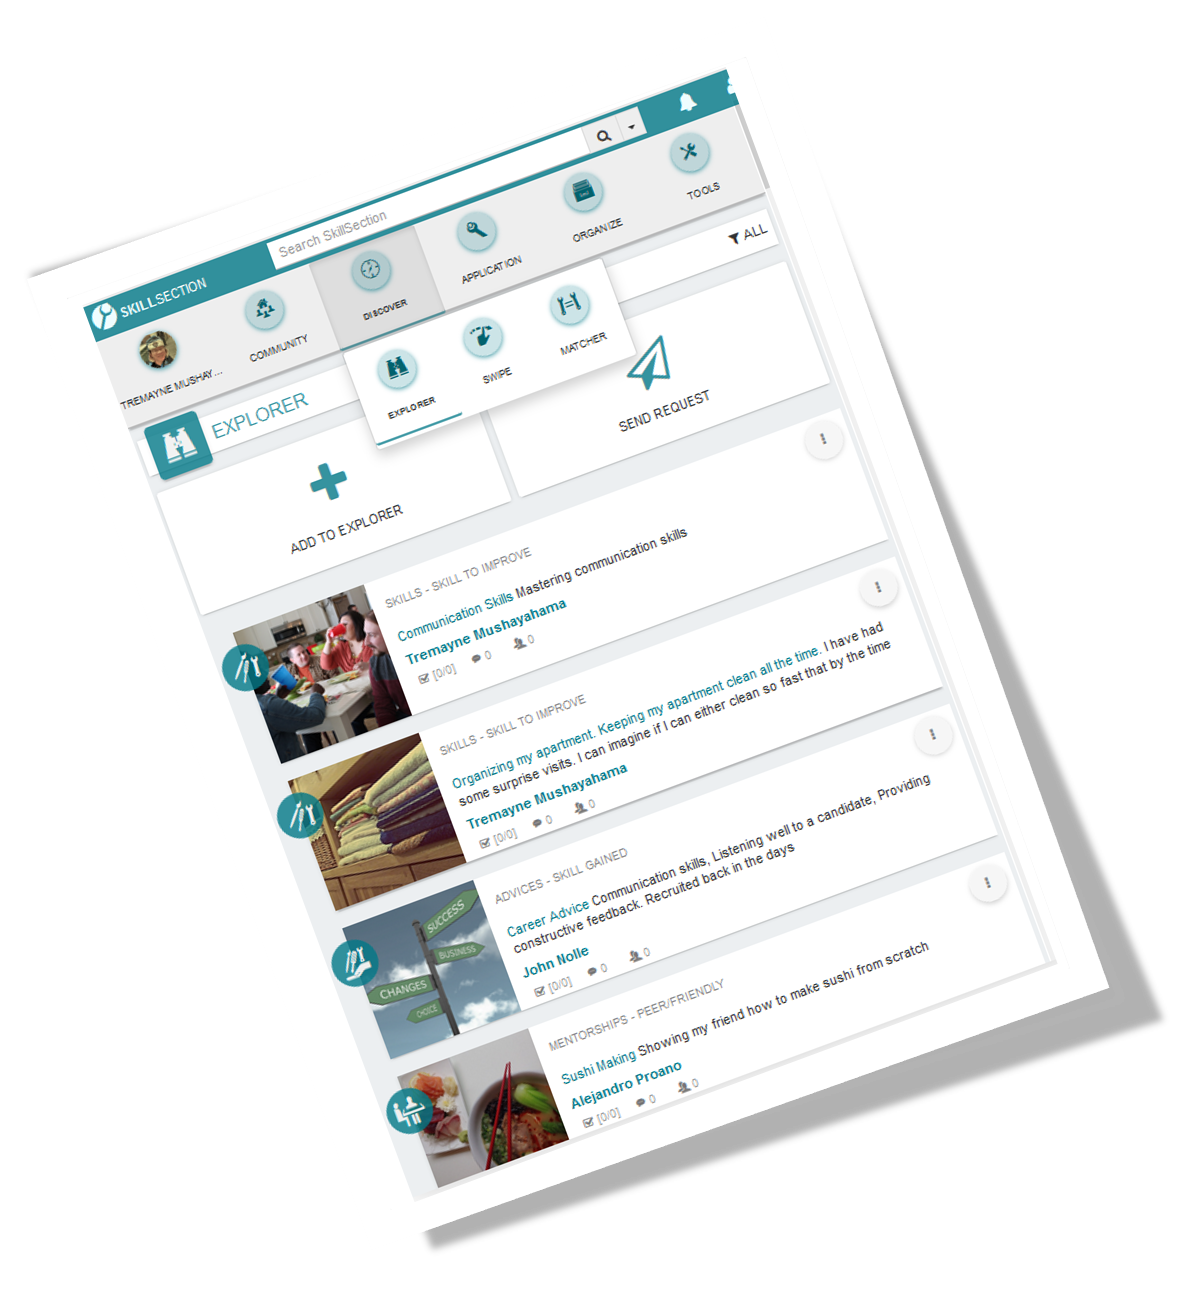 SKILLSECTION
Search SkillSection
TREMAYNE MUSHAY...
COMMUNITY
DISCOVER
APPLICATION
ORGANIZE
TOOLS
EXPLORER
SWIPE
MATCHER
EXPLORER
ALL
ADD TO EXPLORER
SEND REQUEST
SKILLS - SKILL TO IMPROVE
Communication Skills Mastering communication skills
Tremayne Mushayahama
[0/0] 0 0
SKILLS - SKILL TO IMPROVE
Organizing my apartment. Keeping my apartment clean all the time. I have had
some surprise visits. I can imagine if I can either clean so fast that by the time
Tremayne Mushayahama
[0/0] 0 0
SUCCESS
BUSINESS
CHANGES
CHOICE
ADVICES - SKILL GAINED
Career Advice Communication skills, Listening well to a candidate, Providing
constructive feedback. Recruited back in the days
John Nolle
[0/0] 0 0
MENTORSHIPS - PEER/FRIENDLY
Sushi Making Showing my friend how to make sushi from scratch
Alejandro Proano
[0/0] 0 0